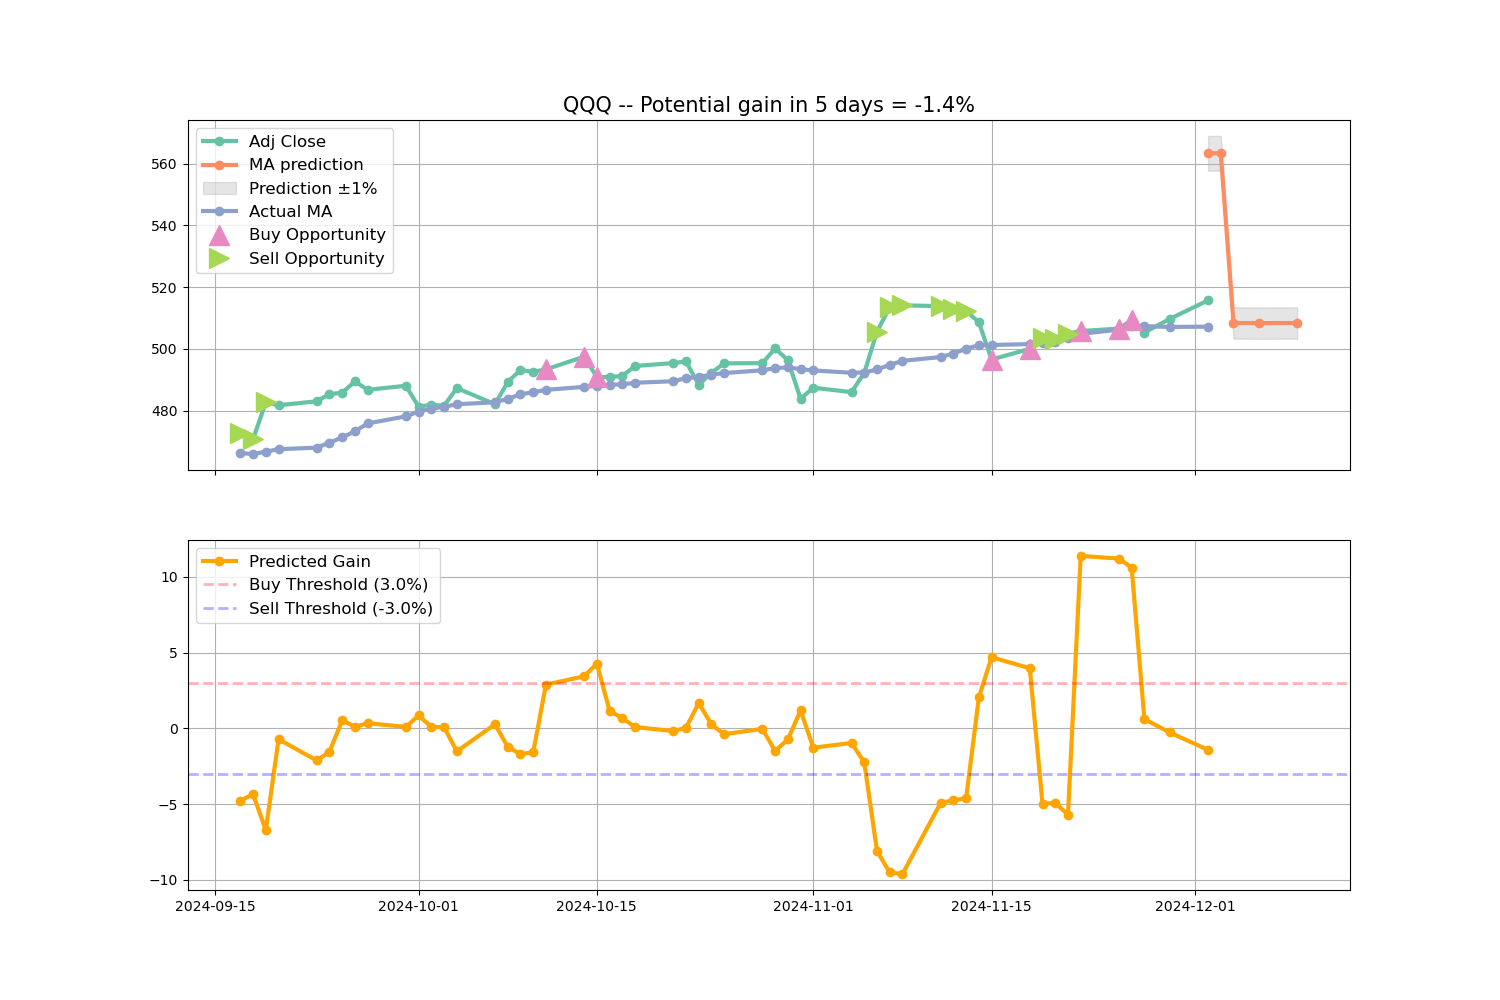 QQQ -- Potential gain in 5 days = -1.4%
Adj Close
MA prediction
Prediction ±1%
Actual MA
Buy Opportunity
Sell Opportunity
560
540
520
500
480
Predicted Gain
Buy Threshold (3.0%)
Sell Threshold (-3.0%)
10
5
0
−5
−10
2024-09-15 2024-10-01 2024-10-15 2024-11-01 2024-11-15 2024-12-01